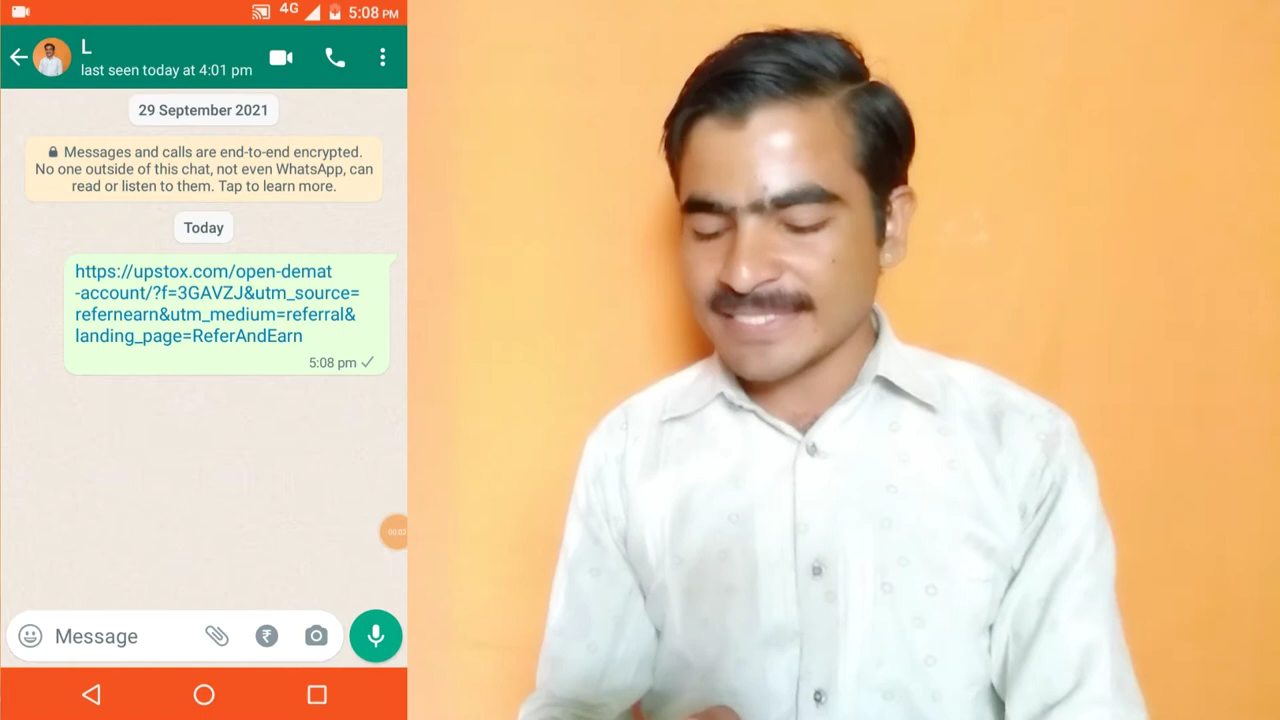 4G 5:08 PM
L
last seen today at 4:01 pm
29 September 2021
Messages and calls are end-to-end encrypted.
No one outside of this chat, not even WhatsApp, can
read or listen to them. Tap to learn more.
Today
https://upstox.com/open-demat
-account/?f=3GAVZJ&utm_source=
refernearn&utm_medium=referral&
landing_page=ReferAndEarn
5:08 pm
00:03
Message